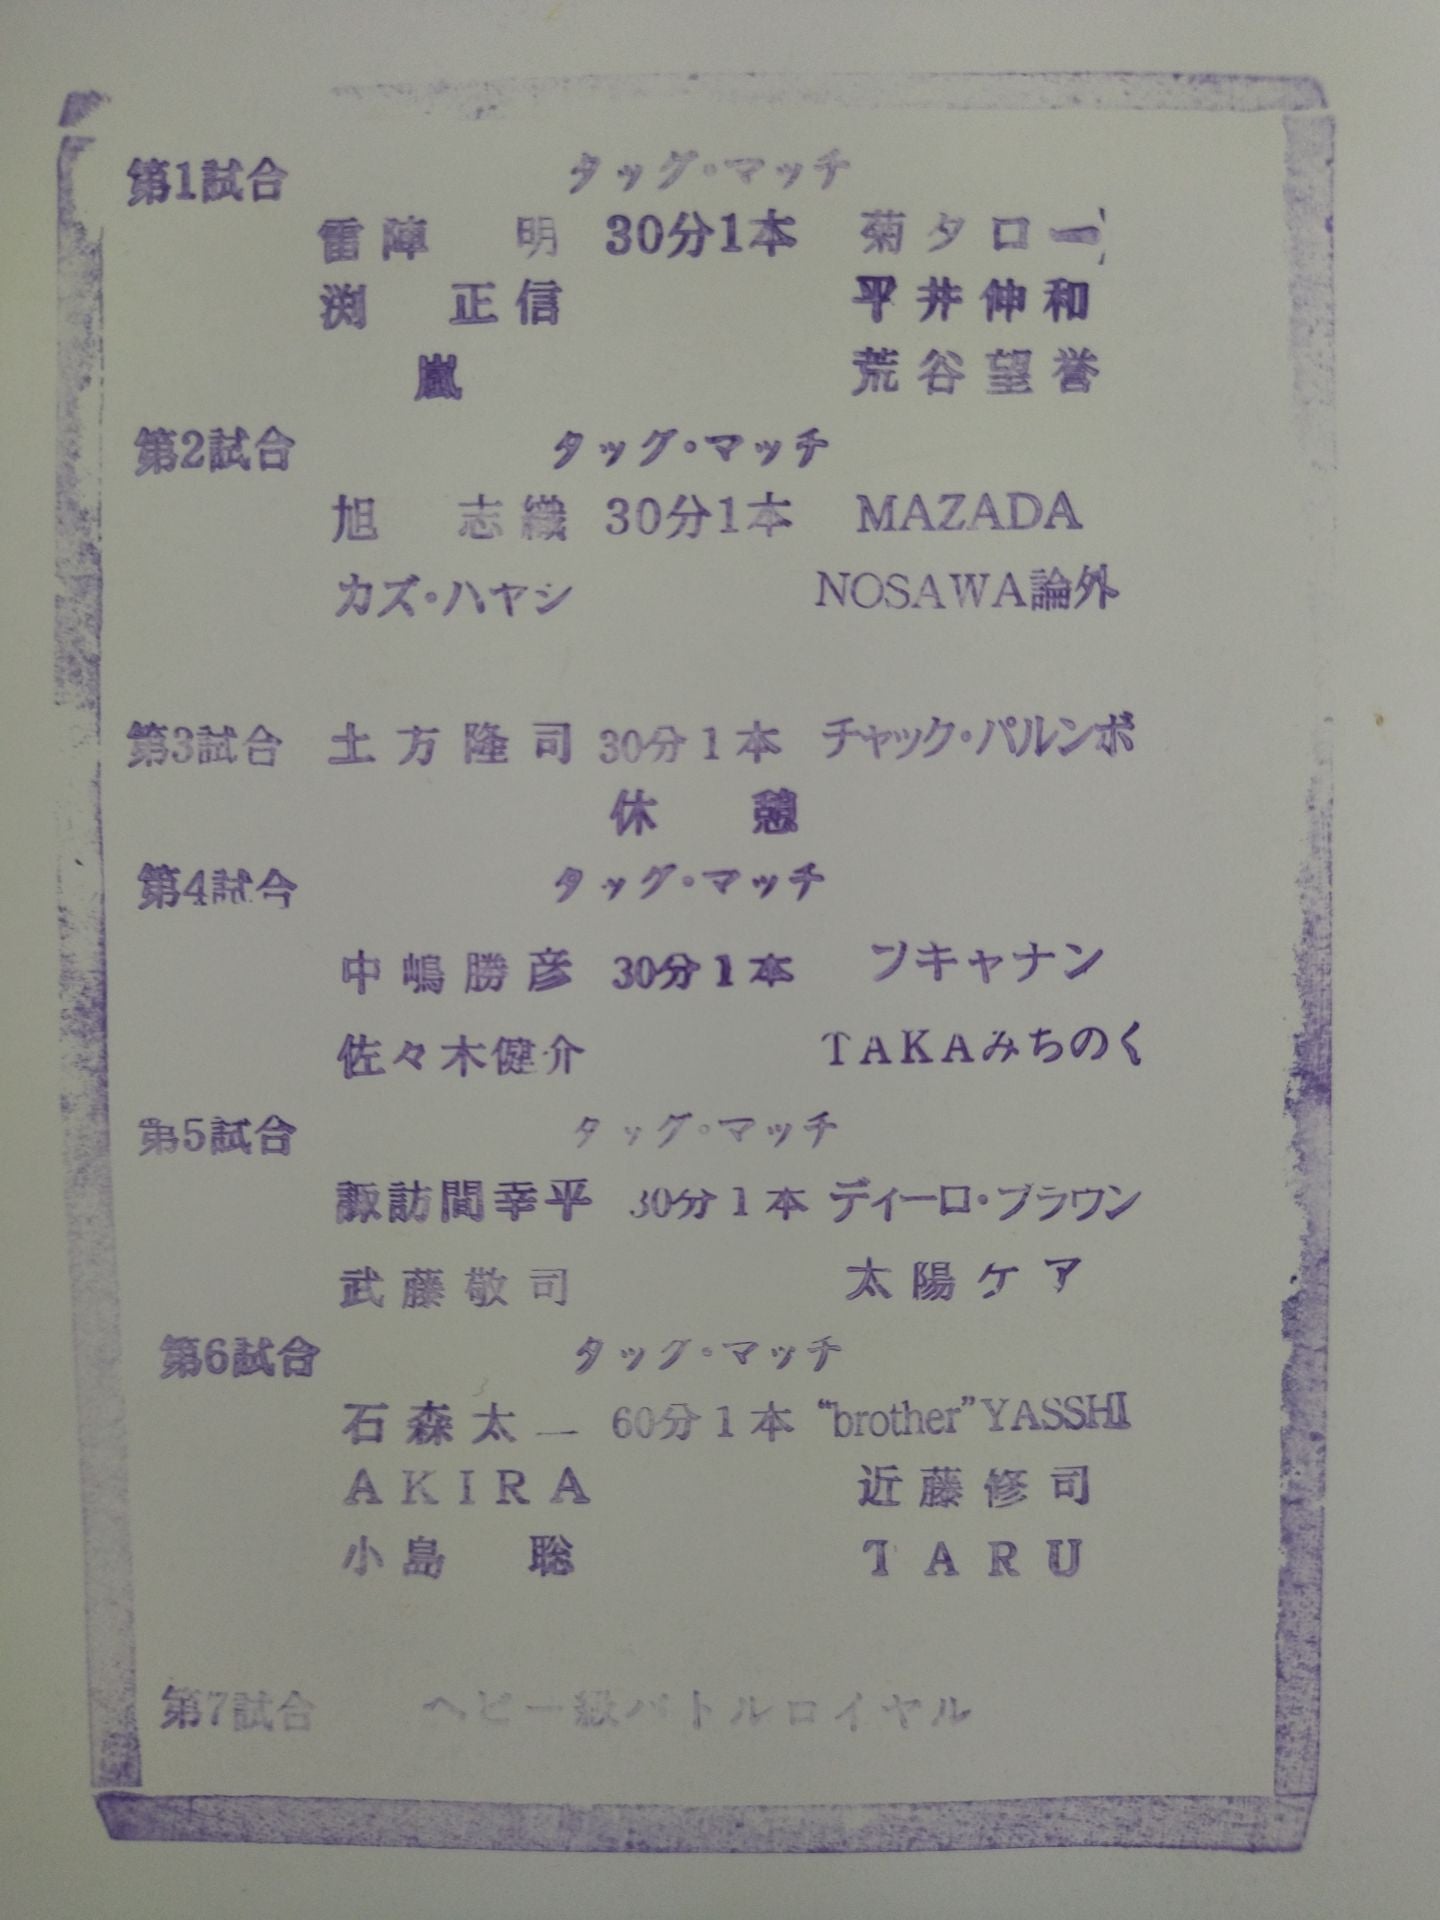 第1試合 タッグ・マッチ
雷陣 明 30分1本 菊タロー
渕 正信 平井伸和
嵐 荒谷望誉
第2試合 タッグ・マッチ
旭 志織 30分1本 MAZADA
カズ・ハヤシ NOSAWA論外
第3試合 土方隆司 30分1本 チャック・パルンボ
休 憩
第4試合 タッグ・マッチ
中嶋勝彦 30分1本 ブキャナン
佐々木健介 TAKAみちのく
第5試合 タッグ・マッチ
諏訪間幸平 30分1本 ディーロ・ブラウン
武藤敬司 太陽ケア
第6試合 タッグ・マッチ
石森太二 60分1本 “brother”YASSHI
AKIRA 近藤修司
小島 聡 TARU
第7試合 ヘビー級バトルロイヤル